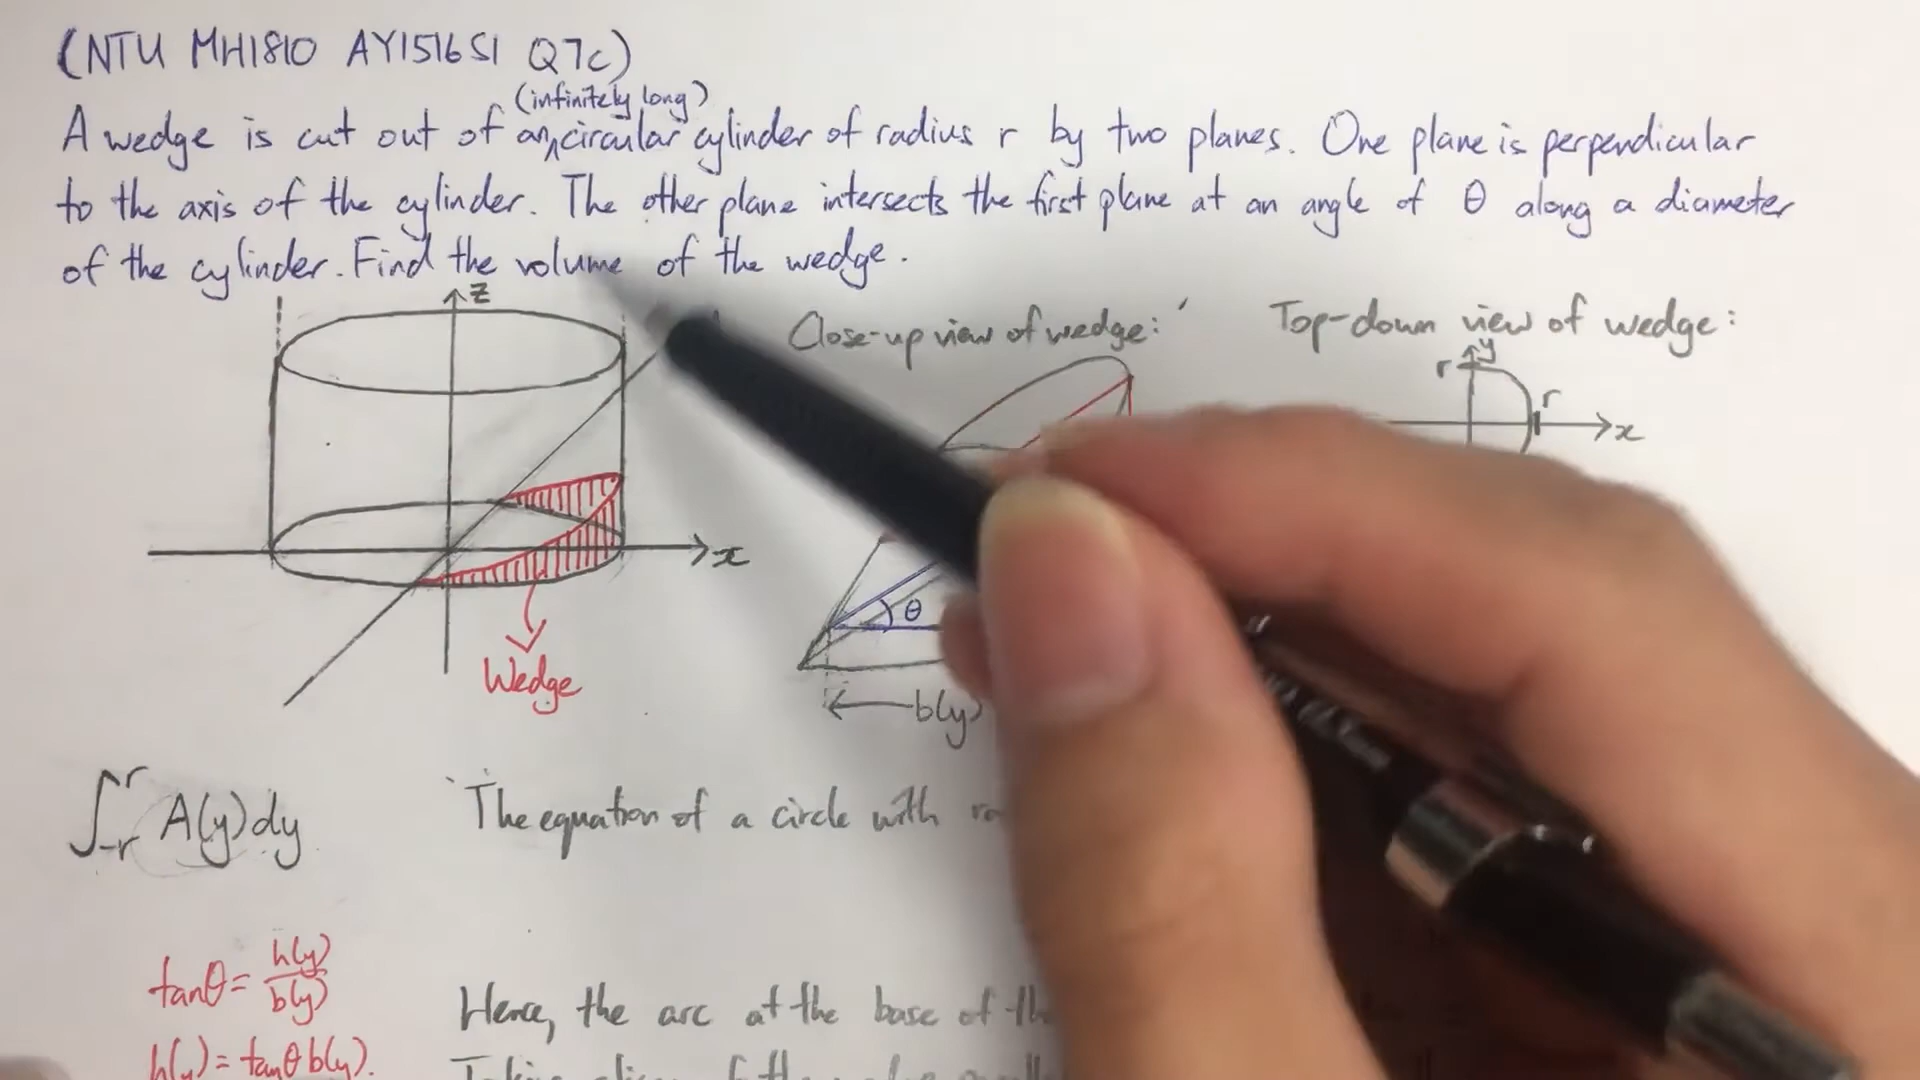 (NTU MH1810 AY1516S1 Q7c)
(infinitely long)
A wedge is cut out of an circular cylinder of radius r by two planes. One plane is perpendicular
to the axis of the cylinder. The other plane intersects the first plane at an angle of θ along a diameter
of the cylinder. Find the volume of the wedge.
z
x
Wedge
Close-up view of wedge:
θ
b(y)
Top-down view of wedge:
y
r
r
x
∫₋ᵣʳ A(y)dy
The equation of a circle with
tanθ = h(y)/b(y)
h(y) = tanθ b(y).
Hence, the arc at the base of